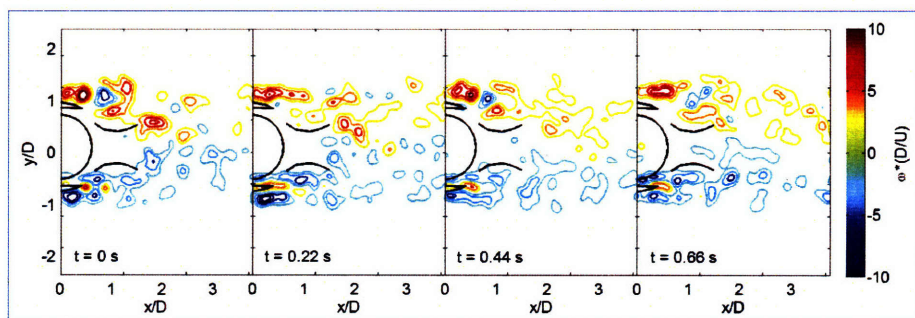 2
1
0
-1
-2
y/D
t = 0 s
t = 0.22 s
t = 0.44 s
t = 0.66 s
0 1 2 3
0 1 2 3
0 1 2 3
0 1 2 3
x/D
x/D
x/D
x/D
10
5
0
-5
-10
ω*(D/U)